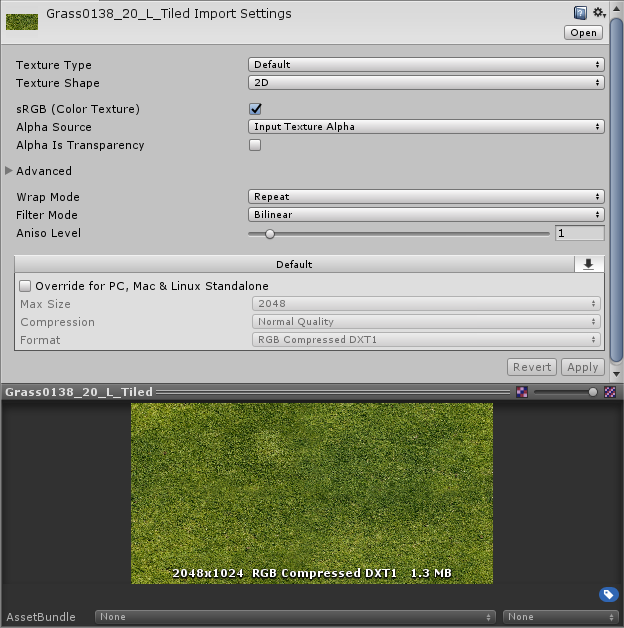 Grass0138_20_L_Tiled Import Settings
Open
Texture Type Default
Texture Shape 2D
sRGB (Color Texture)
Alpha Source Input Texture Alpha
Alpha Is Transparency
Advanced
Wrap Mode Repeat
Filter Mode Bilinear
Aniso Level 1
Default
Override for PC, Mac & Linux Standalone
Max Size 2048
Compression Normal Quality
Format RGB Compressed DXT1
Revert Apply
Grass0138_20_L_Tiled
2048x1024 RGB Compressed DXT1 1.3 MB
AssetBundle None None